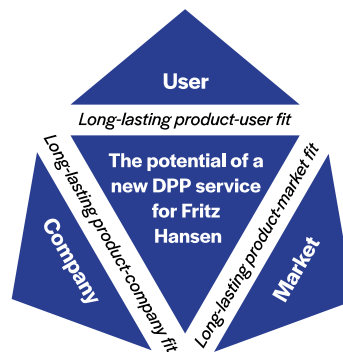 User
Long-lasting product-user fit
The potential of a
new DPP service
for Fritz
Hansen
Long-lasting product-company fit
Long-lasting product-market fit
Company
Market